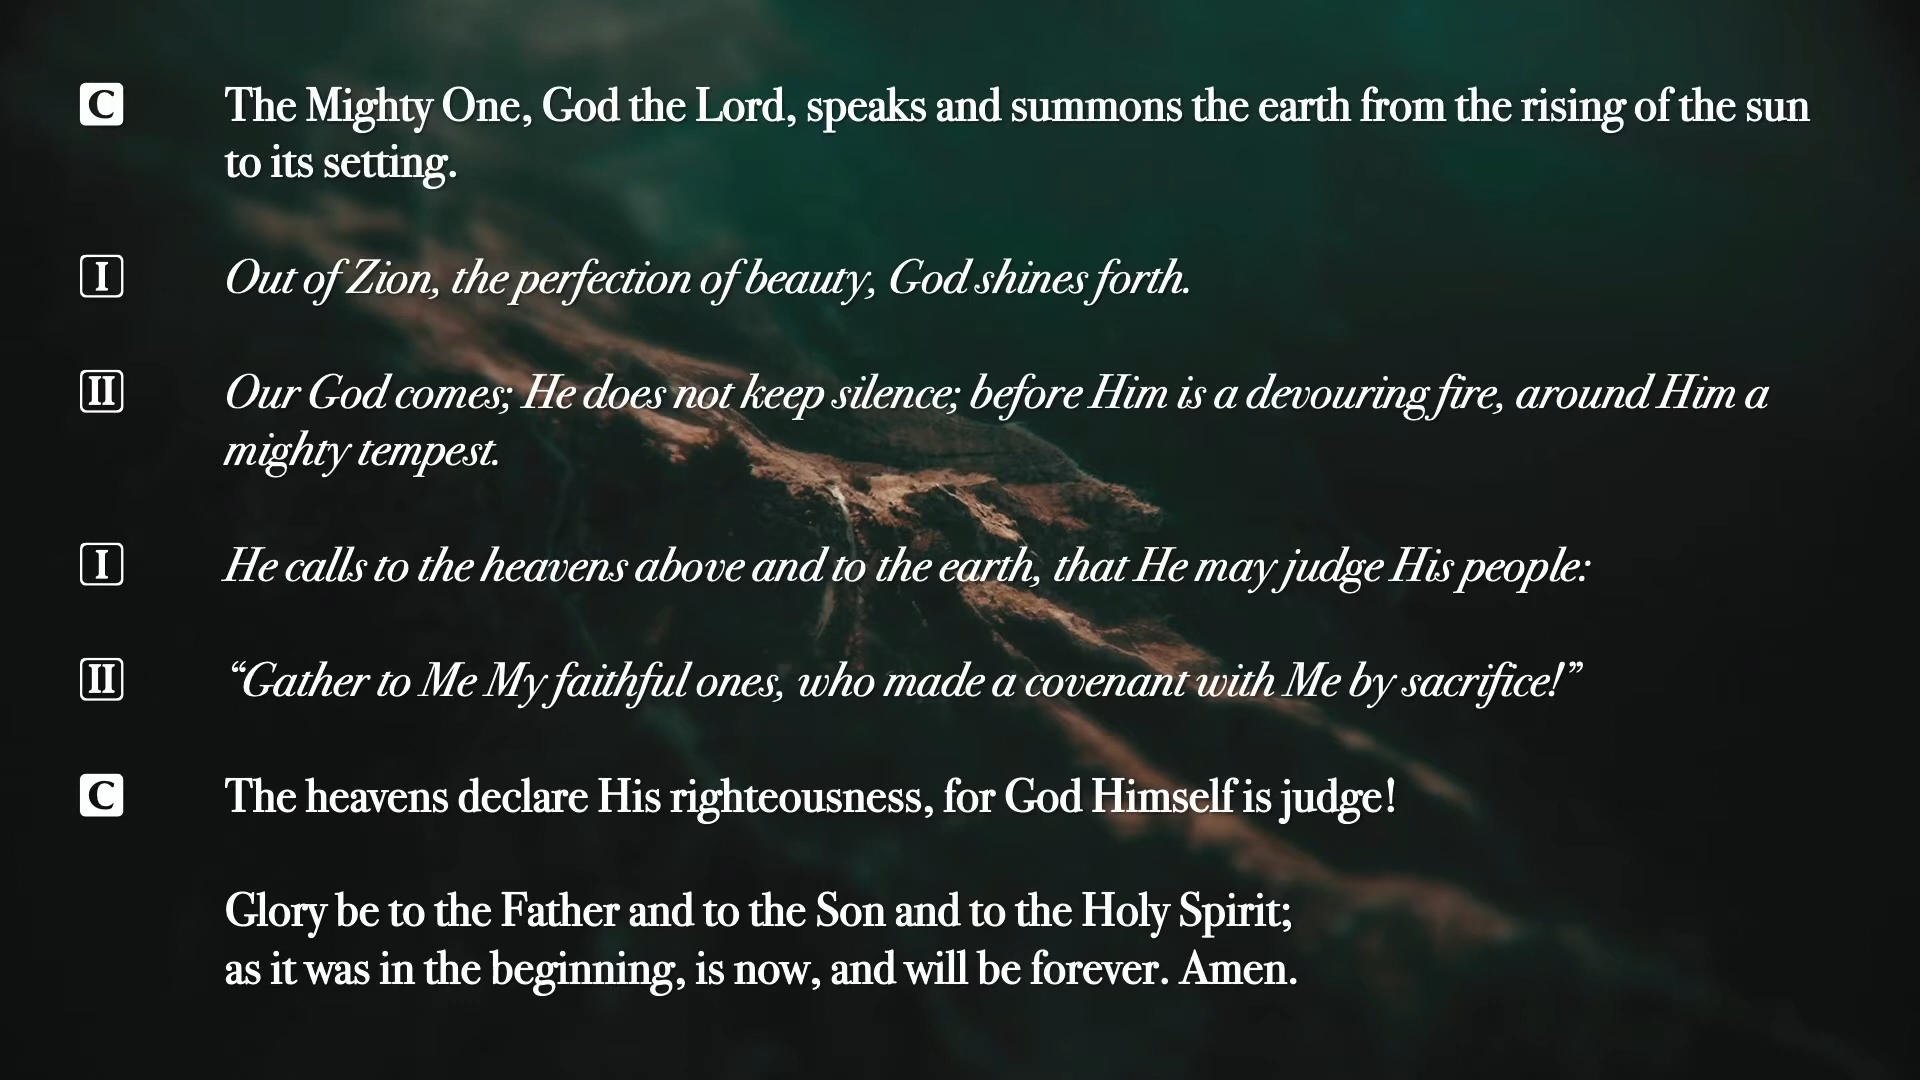 C The Mighty One, God the Lord, speaks and summons the earth from the rising of the sun
to its setting.
I Out of Zion, the perfection of beauty, God shines forth.
II Our God comes; He does not keep silence; before Him is a devouring fire, around Him a
mighty tempest.
I He calls to the heavens above and to the earth, that He may judge His people:
II “Gather to Me My faithful ones, who made a covenant with Me by sacrifice!”
C The heavens declare His righteousness, for God Himself is judge!
Glory be to the Father and to the Son and to the Holy Spirit;
as it was in the beginning, is now, and will be forever. Amen.